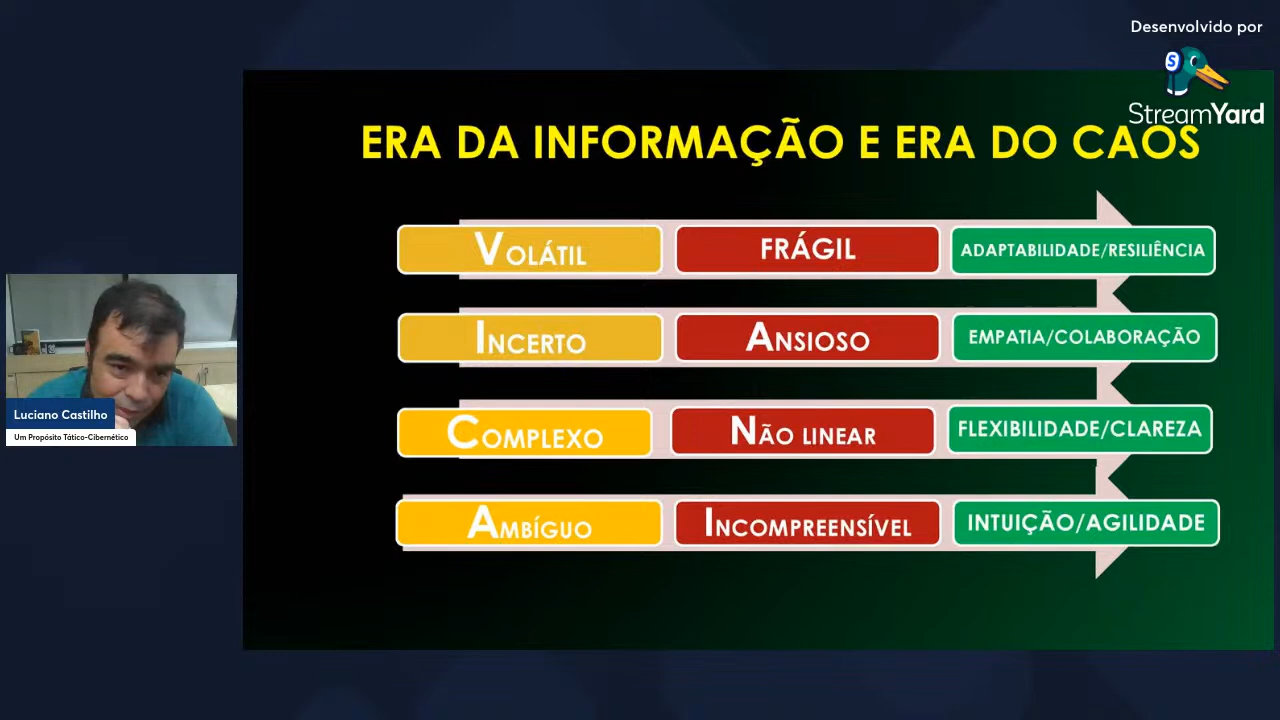 Desenvolvido por
StreamYard
ERA DA INFORMAÇÃO E ERA DO CAOS
VOLÁTIL FRÁGIL ADAPTABILIDADE/RESILIÊNCIA
INCERTO ANSIOSO EMPATIA/COLABORAÇÃO
COMPLEXO NÃO LINEAR FLEXIBILIDADE/CLAREZA
AMBÍGUO INCOMPREENSÍVEL INTUIÇÃO/AGILIDADE
Luciano Castilho
Um Propósito Tático-Cibernético